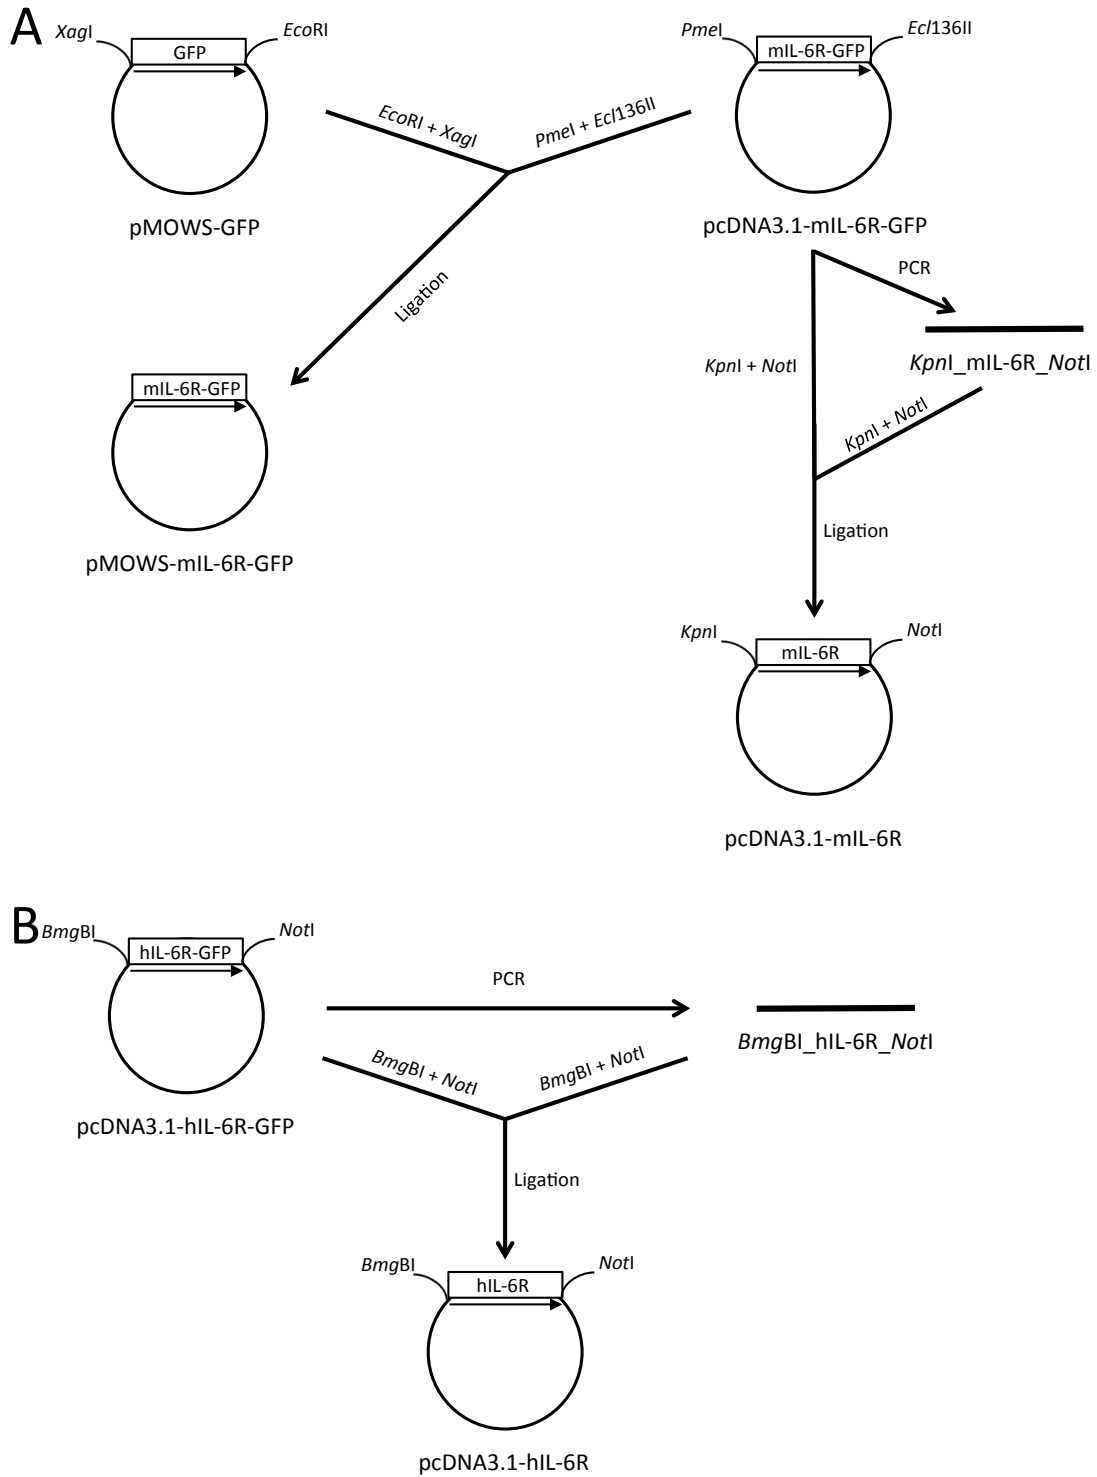 A
XagI
GFP
EcoRI
PmeI
mIL-6R-GFP
Ecl136II
EcoRI + XagI
PmeI + Ecl136II
pMOWS-GFP
pcDNA3.1-mIL-6R-GFP
Ligation
PCR
KpnI + NotI
KpnI_mIL-6R_NotI
mIL-6R-GFP
KpnI + NotI
Ligation
pMOWS-mIL-6R-GFP
KpnI
mIL-6R
NotI
pcDNA3.1-mIL-6R
B
BmgBI
hIL-6R-GFP
NotI
PCR
BmgBI_hIL-6R_NotI
BmgBI + NotI
BmgBI + NotI
pcDNA3.1-hIL-6R-GFP
Ligation
BmgBI
hIL-6R
NotI
pcDNA3.1-hIL-6R